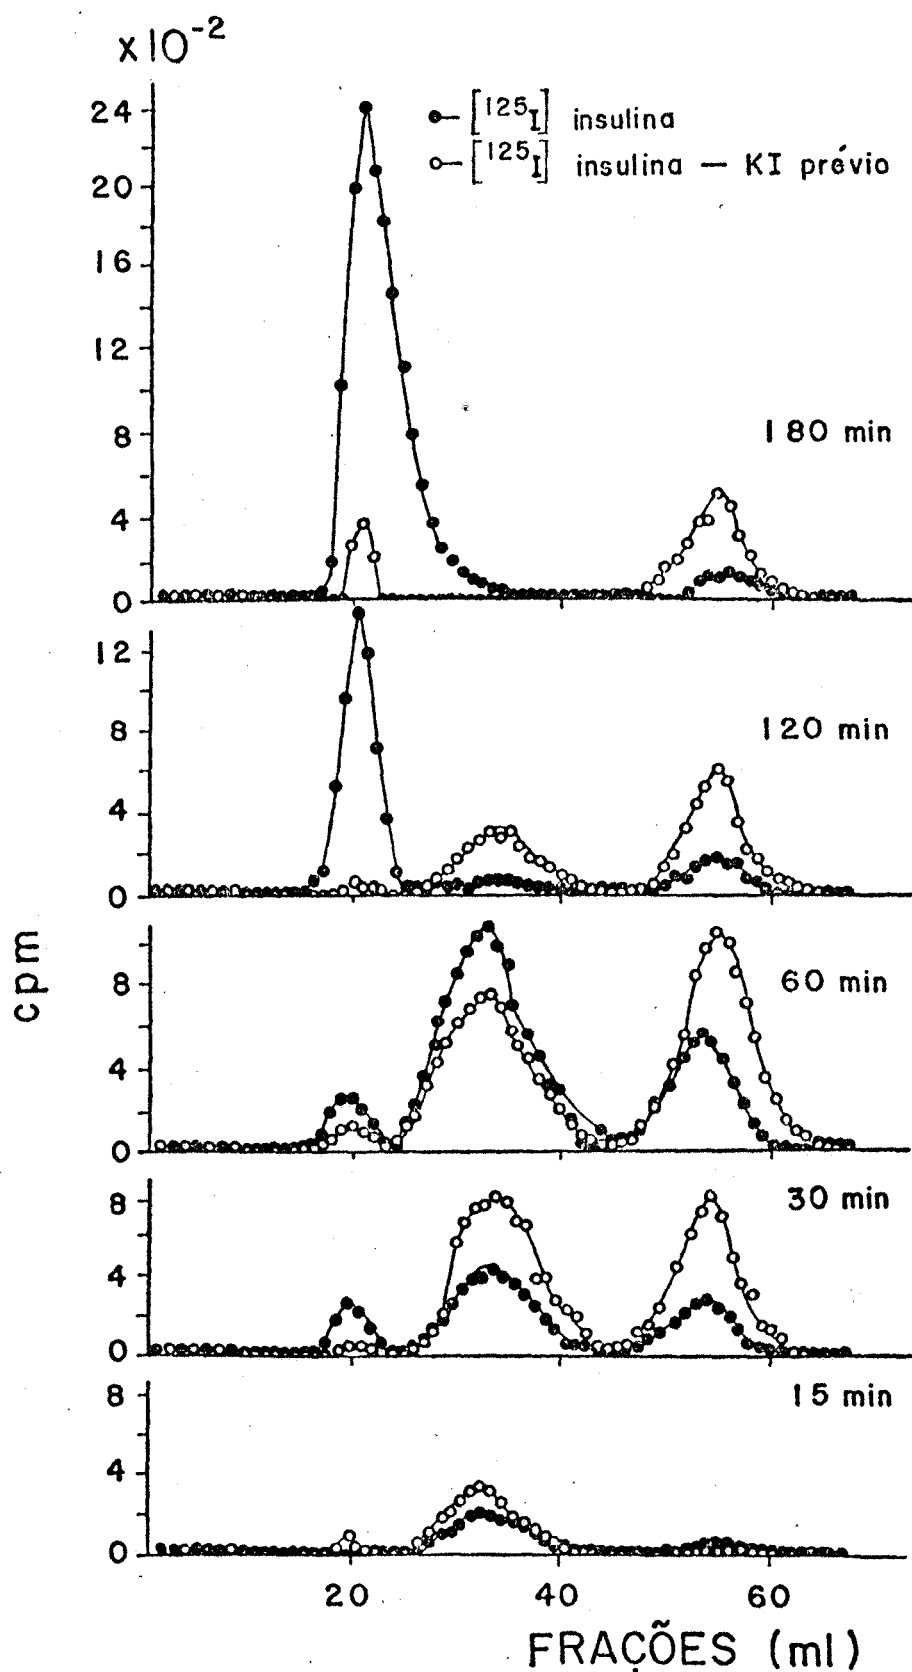 x10-2
24
20
16
12
8
4
0
●–[125I] insulina
○–[125I] insulina – KI prévio
180 min
12
8
4
0
120 min
cpm
8
4
0
60 min
8
4
0
30 min
8
4
0
15 min
20 40 60
FRAÇÕES (ml)